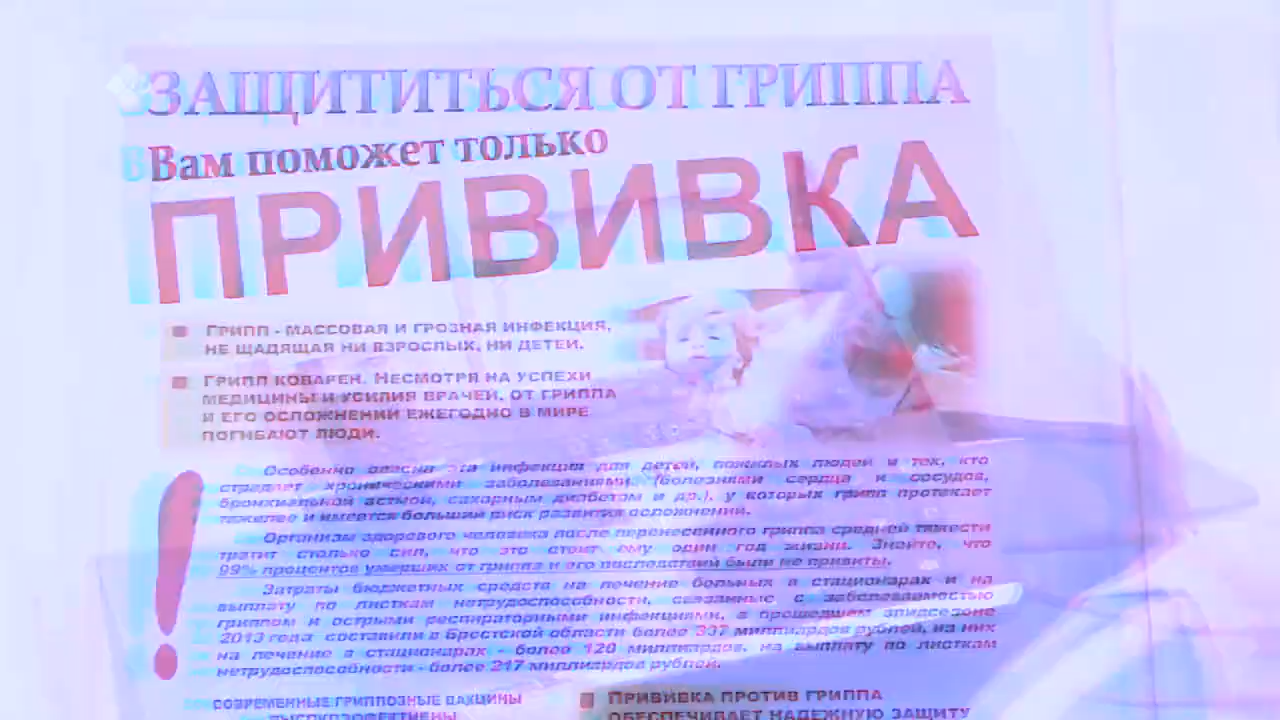 ЗАЩИТИТЬСЯ ОТ ГРИППА
Вам поможет только
ПРИВИВКА
Грипп - массовая и грозная инфекция,
не щадящая ни взрослых, ни детей.
Грипп коварен. Несмотря на успехи
медицины и усилия врачей, от гриппа
и его осложнений ежегодно в мире
погибают люди.
Особенно опасна эта инфекция для детей, пожилых людей и тех, кто
страдает хроническими заболеваниями (болезнями сердца и сосудов,
бронхиальной астмой, сахарным диабетом и др.), у которых грипп протекает
тяжелее и имеется больший риск развития осложнений.
Организм здорового человека после перенесенного гриппа средней тяжести
тратит столько сил, что это стоит ему один год жизни. Знайте, что
99% процентов умерших от гриппа и его последствий были не привиты.
Затраты бюджетных средств на лечение больных в стационарах и на
выплату по листкам нетрудоспособности, связанные с заболеваемостью
гриппом и острыми респираторными инфекциями, в прошедшем эпидсезоне
2013 года составили в Брестской области более 337 миллиардов рублей, из них
на лечение в стационарах - более 120 миллиардов, на выплату по листкам
нетрудоспособности - более 217 миллиардов рублей.
СОВРЕМЕННЫЕ ГРИППОЗНЫЕ ВАКЦИНЫ
ВЫСОКОЭФФЕКТИВНЫ
Прививка против гриппа
обеспечивает надежную защиту